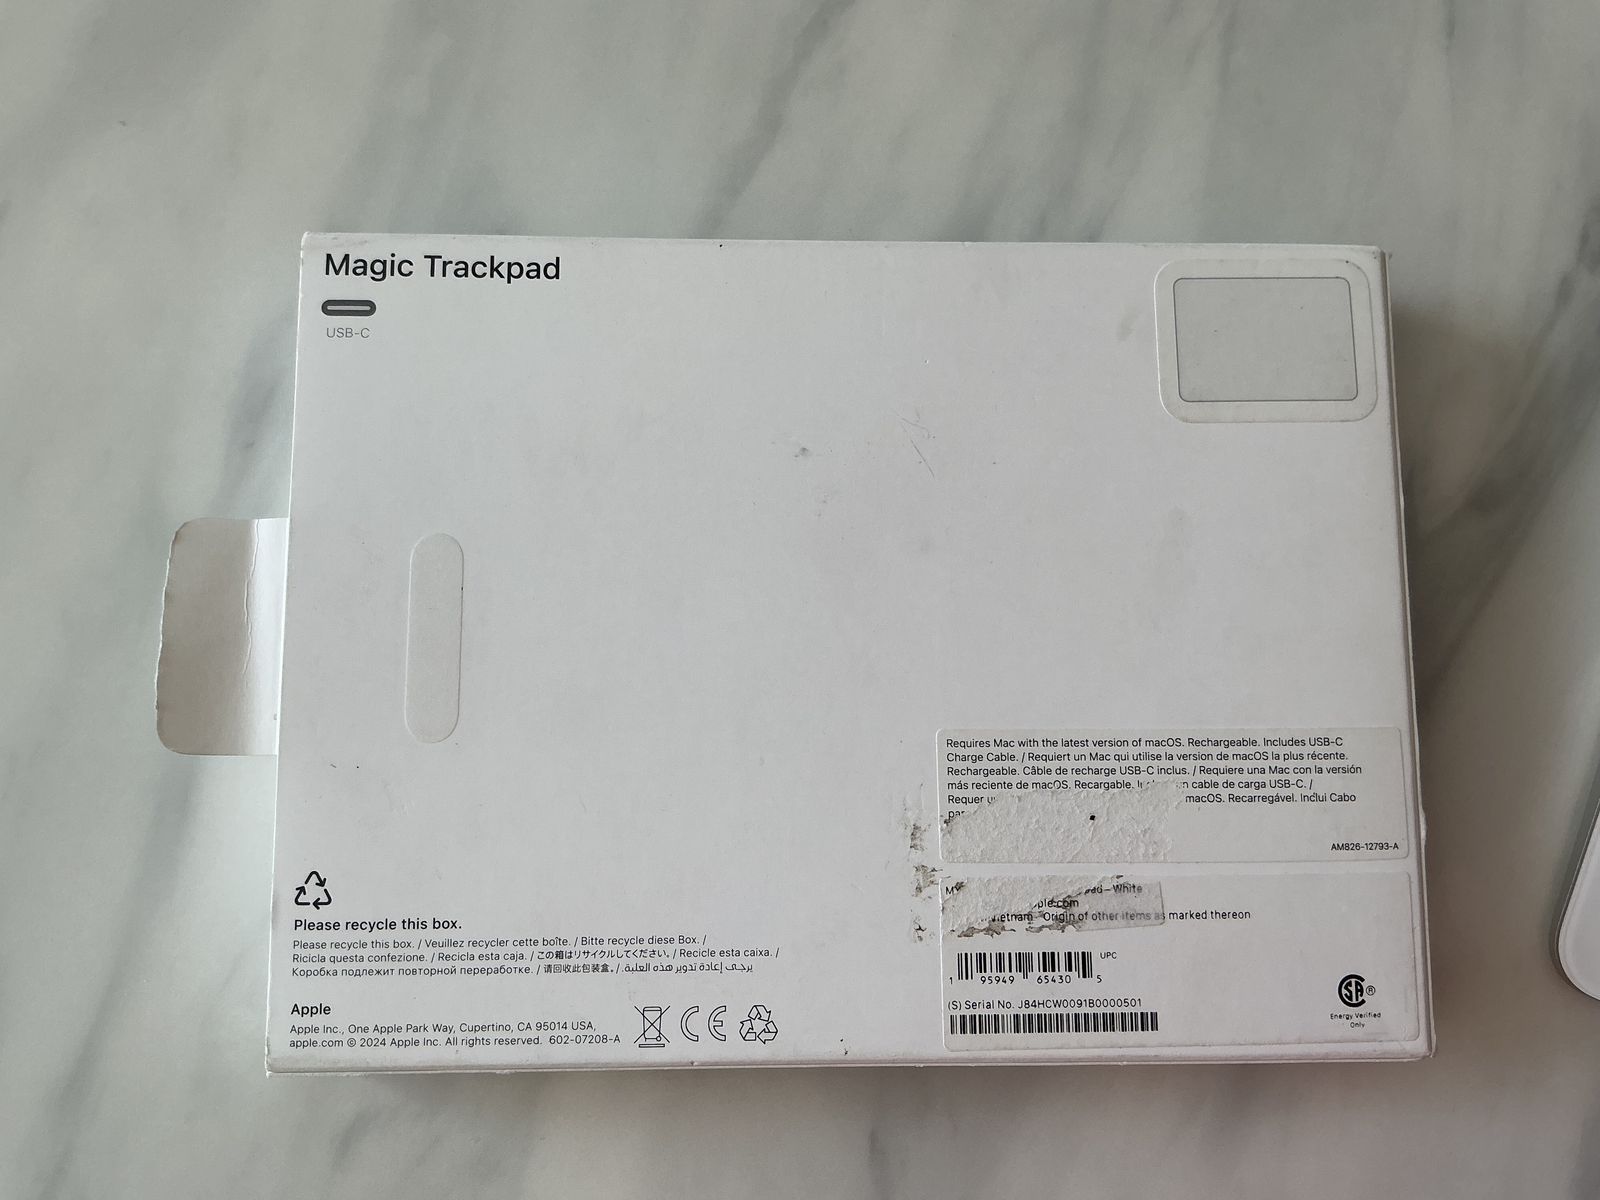 Magic Trackpad
USB-C
Requires Mac with the latest version of macOS. Rechargeable. Includes USB-C
Charge Cable. / Requiert un Mac qui utilise la version de macOS la plus récente.
Rechargeable. Câble de recharge USB-C inclus. / Requiere una Mac con la versión
más reciente de macOS. Recargable. cable de carga USB-C. /
Requer macOS. Recarregável. Inclui Cabo
AM826-12793-A
White
Origin of other items as marked thereon
UPC
1 95949 65430 5
(S) Serial No. J84HCW0091B0000501
CSA ®
Energy Verified
Only
Please recycle this box.
Please recycle this box. / Veuillez recycler cette boîte. / Bitte recycle diese Box. /
Ricicla questa confezione. / Recicla esta caja. / この箱はリサイクルしてください。/ Recicle esta caixa. /
Коробка подлежит повторной переработке. / 请回收此包装盒。/ .يرجى إعادة تدوير هذه العلبة
Apple
Apple Inc., One Apple Park Way, Cupertino, CA 95014 USA,
apple.com © 2024 Apple Inc. All rights reserved. 602-07208-A
CE